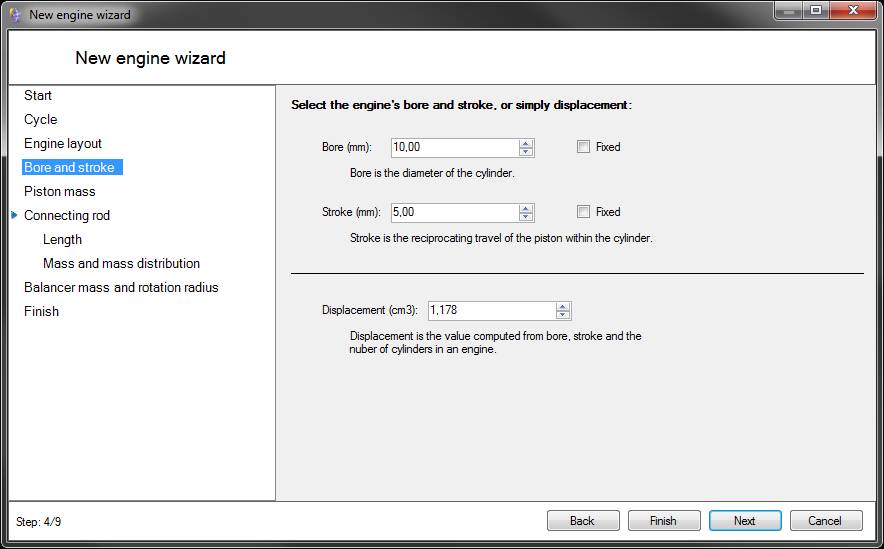 New engine wizard
New engine wizard
Start
Cycle
Engine layout
Bore and stroke
Piston mass
Connecting rod
Length
Mass and mass distribution
Balancer mass and rotation radius
Finish
Select the engine's bore and stroke, or simply displacement:
Bore (mm): 10,00 Fixed
Bore is the diameter of the cylinder.
Stroke (mm): 5,00 Fixed
Stroke is the reciprocating travel of the piston within the cylinder.
Displacement (cm3): 1,178
Displacement is the value computed from bore, stroke and the
nuber of cylinders in an engine.
Step: 4/9
Back Finish Next Cancel